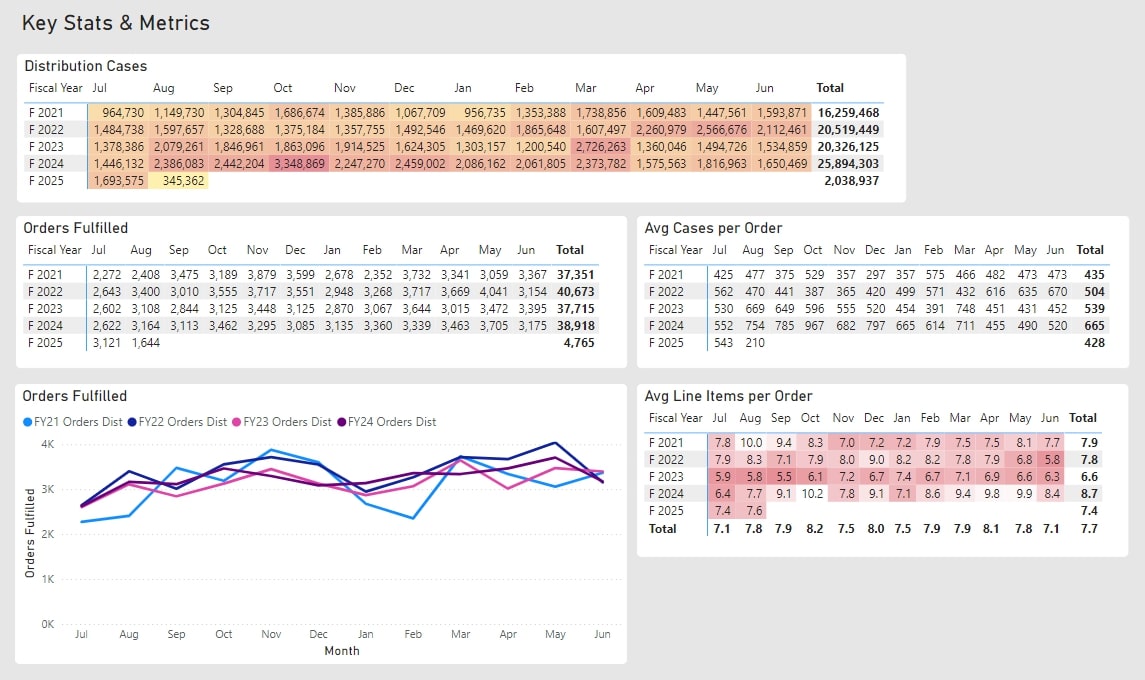 Key Stats & Metrics
Distribution Cases
Fiscal Year Jul Aug Sep Oct Nov Dec Jan Feb Mar Apr May Jun Total
F 2021 964,730 1,149,730 1,304,845 1,686,674 1,385,886 1,067,709 956,735 1,353,388 1,738,856 1,609,483 1,447,561 1,593,871 16,259,468
F 2022 1,484,738 1,597,657 1,328,688 1,375,184 1,357,755 1,492,546 1,469,620 1,865,648 1,607,497 2,260,979 2,566,676 2,112,461 20,519,449
F 2023 1,378,386 2,079,261 1,846,961 1,863,096 1,914,525 1,624,305 1,303,157 1,200,540 2,726,263 1,360,046 1,494,726 1,534,859 20,326,125
F 2024 1,446,132 2,386,083 2,442,204 3,348,869 2,247,270 2,459,002 2,086,162 2,061,805 2,373,782 1,575,563 1,816,963 1,650,469 25,894,303
F 2025 1,693,575 345,362 2,038,937
Orders Fulfilled
Fiscal Year Jul Aug Sep Oct Nov Dec Jan Feb Mar Apr May Jun Total
F 2021 2,272 2,408 3,475 3,189 3,879 3,599 2,678 2,352 3,732 3,341 3,059 3,367 37,351
F 2022 2,643 3,400 3,010 3,555 3,717 3,551 2,948 3,268 3,717 3,669 4,041 3,154 40,673
F 2023 2,602 3,108 2,844 3,125 3,448 3,125 2,870 3,067 3,644 3,015 3,472 3,395 37,715
F 2024 2,622 3,164 3,113 3,462 3,295 3,085 3,135 3,360 3,339 3,463 3,705 3,175 38,918
F 2025 3,121 1,644 4,765
Avg Cases per Order
Fiscal Year Jul Aug Sep Oct Nov Dec Jan Feb Mar Apr May Jun Total
F 2021 425 477 375 529 357 297 357 575 466 482 473 473 435
F 2022 562 470 441 387 365 420 499 571 432 616 635 670 504
F 2023 530 669 649 596 555 520 454 391 748 451 431 452 539
F 2024 552 754 785 967 682 797 665 614 711 455 490 520 665
F 2025 543 210 428
Orders Fulfilled
FY21 Orders Dist FY22 Orders Dist FY23 Orders Dist FY24 Orders Dist
4K
3K
2K
1K
0K
Orders Fulfilled
Jul Aug Sep Oct Nov Dec Jan Feb Mar Apr May Jun
Month
Avg Line Items per Order
Fiscal Year Jul Aug Sep Oct Nov Dec Jan Feb Mar Apr May Jun Total
F 2021 7.8 10.0 9.4 8.3 7.0 7.2 7.2 7.9 7.5 7.5 8.1 7.7 7.9
F 2022 7.9 8.3 7.1 7.9 8.0 9.0 8.2 8.2 7.8 7.9 6.8 5.8 7.8
F 2023 5.9 5.8 5.5 6.1 7.2 6.7 7.4 6.7 7.1 6.9 6.6 6.3 6.6
F 2024 6.4 7.7 9.1 10.2 7.8 9.1 7.1 8.6 9.4 9.8 9.9 8.4 8.7
F 2025 7.4 7.6 7.4
Total 7.1 7.8 7.9 8.2 7.5 8.0 7.5 7.9 7.9 8.1 7.8 7.1 7.7